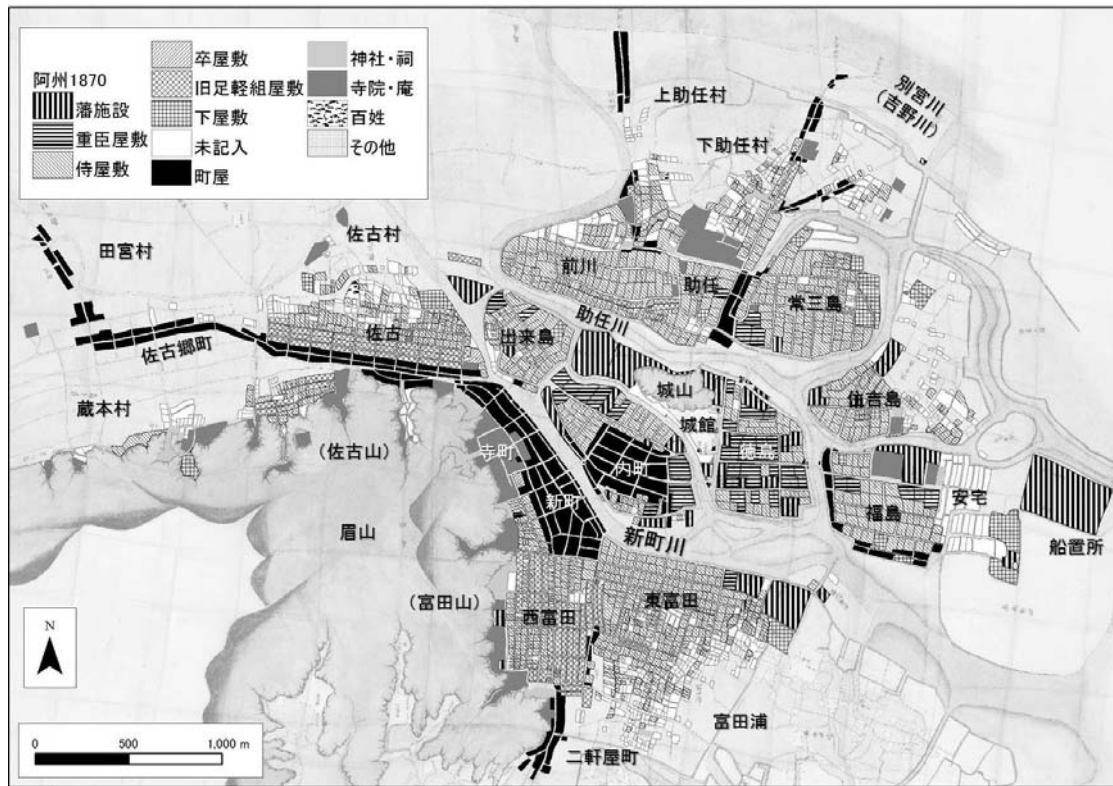 阿州1870
藩施設
重臣屋敷
侍屋敷
卒屋敷
旧足軽組屋敷
下屋敷
未記入
町屋
神社・祠
寺院・庵
百姓
その他
上助任村
別宮川
(吉野川)
下助任村
田宮村
佐古村
前川
助任
常三島
助任川
佐古
出来島
佐古郷町
城山
住吉島
蔵本村
城館
徳島
(佐古山)
寺町
内町
安宅
新町
福島
眉山
新町川
船置所
(富田山)
西富田
東富田
N
富田浦
0 500 1,000 m
二軒屋町